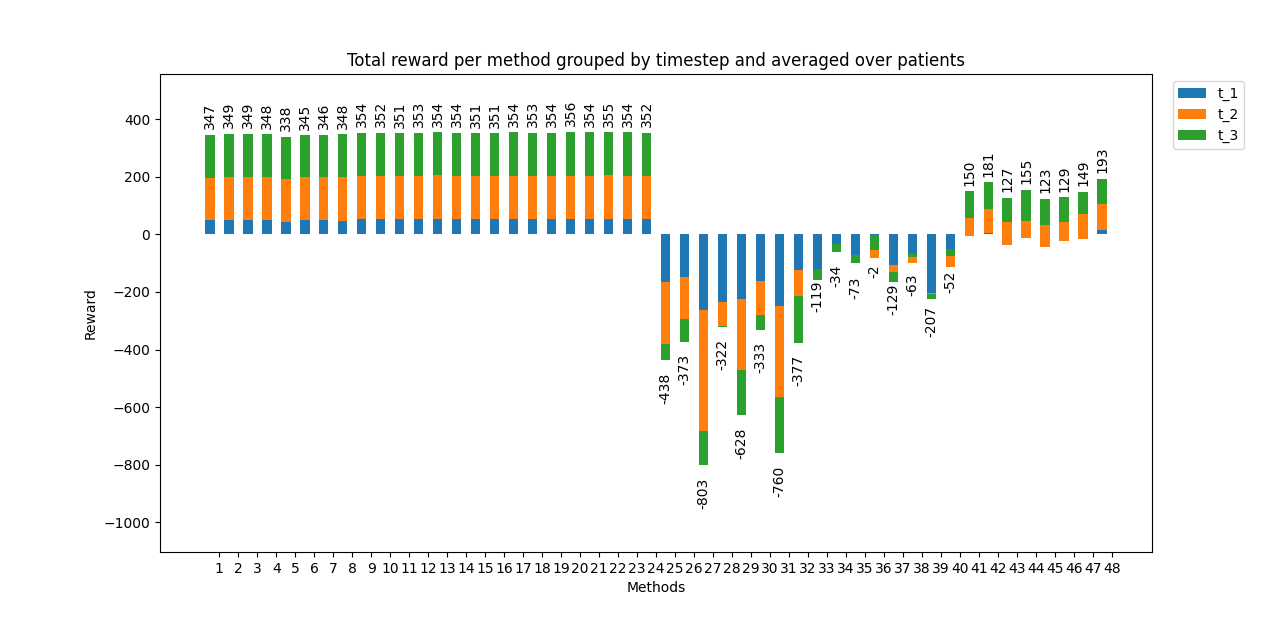 Total reward per method grouped by timestep and averaged over patients
t_1
t_2
t_3
347 349 349 348 338 345 346 348 354 352 351 353 354 354 351 351 354 353 354 356 354 355 354 352
-438 -373 -803 -322 -628 -333 -760 -377 -119 -34 -73 -2 -129 -63 -207 -52
150 181 127 155 123 129 149 193
400
200
0
−200
−400
−600
−800
−1000
Reward
1 2 3 4 5 6 7 8 9 10 11 12 13 14 15 16 17 18 19 20 21 22 23 24 25 26 27 28 29 30 31 32 33 34 35 36 37 38 39 40 41 42 43 44 45 46 47 48
Methods